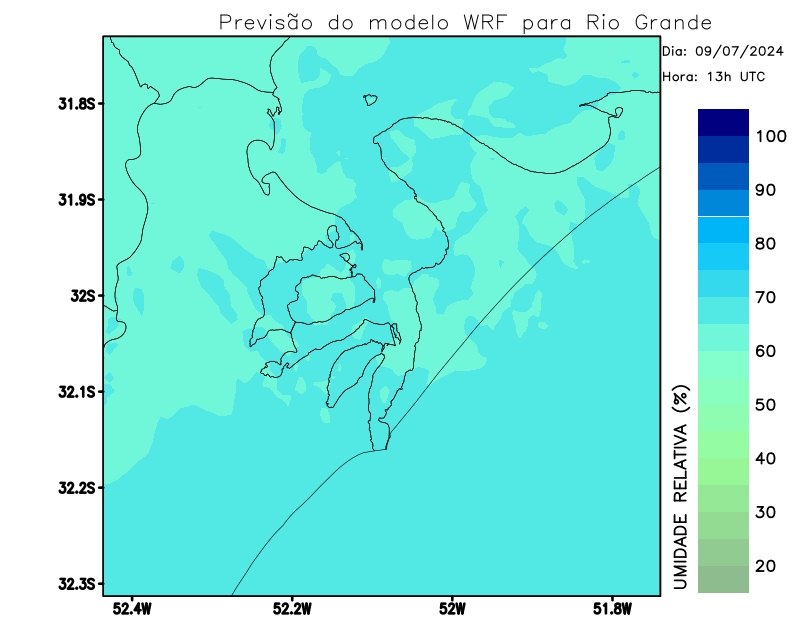 Previsão do modelo WRF para Rio Grande
Dia: 09/07/2024
Hora: 13h UTC
31.8S
31.9S
32S
32.1S
32.2S
32.3S
52.4W
52.2W
52W
51.8W
100
90
80
70
60
50
40
30
20
UMIDADE RELATIVA (%)